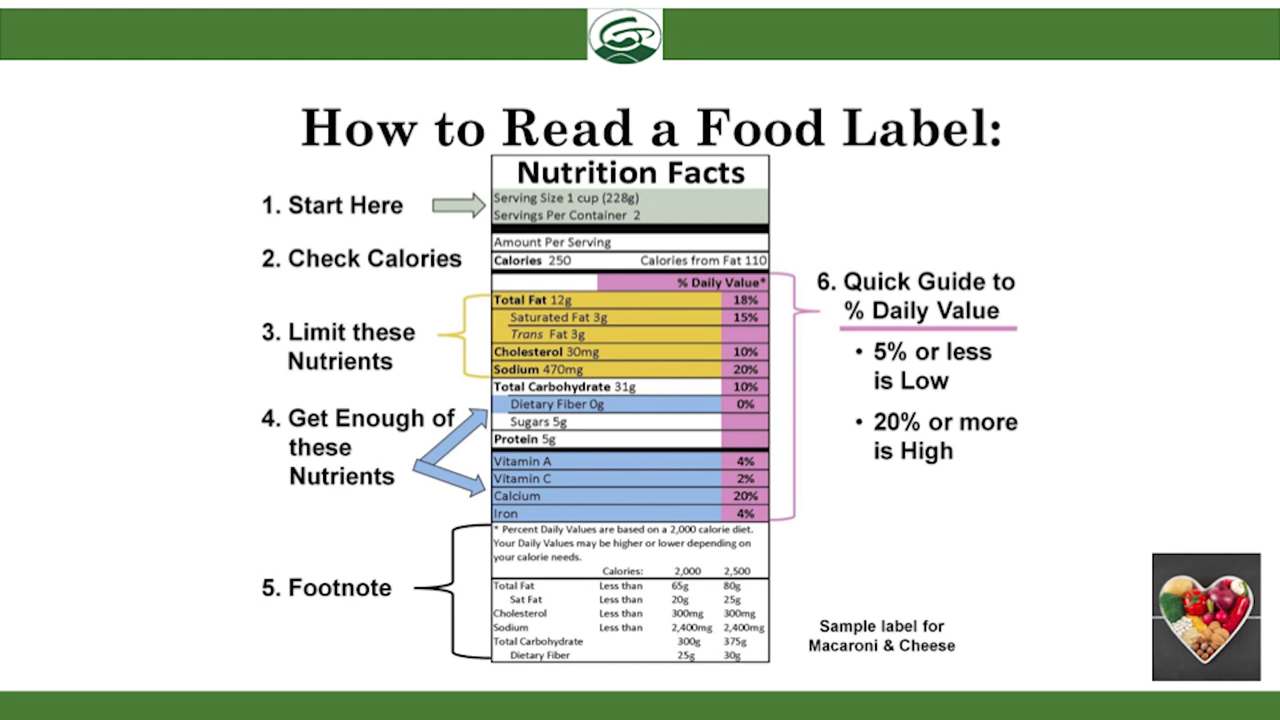 How to Read a Food Label:
1. Start Here
2. Check Calories
3. Limit these
Nutrients
4. Get Enough of
these
Nutrients
5. Footnote
Nutrition Facts
Serving Size 1 cup (228g)
Servings Per Container 2
Amount Per Serving
Calories 250 Calories from Fat 110
% Daily Value*
Total Fat 12g 18%
Saturated Fat 3g 15%
Trans Fat 3g
Cholesterol 30mg 10%
Sodium 470mg 20%
Total Carbohydrate 31g 10%
Dietary Fiber 0g 0%
Sugars 5g
Protein 5g
Vitamin A 4%
Vitamin C 2%
Calcium 20%
Iron 4%
* Percent Daily Values are based on a 2,000 calorie diet.
Your Daily Values may be higher or lower depending on
your calorie needs.
Calories: 2,000 2,500
Total Fat Less than 65g 80g
Sat Fat Less than 20g 25g
Cholesterol Less than 300mg 300mg
Sodium Less than 2,400mg 2,400mg
Total Carbohydrate 300g 375g
Dietary Fiber 25g 30g
6. Quick Guide to
% Daily Value
• 5% or less
is Low
• 20% or more
is High
Sample label for
Macaroni & Cheese